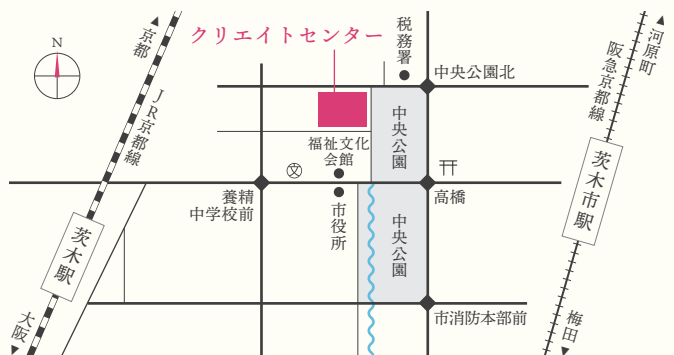 クリエイトセンター
税務署
中央公園北
N
京都
JR京都線
河原町
阪急京都線
中央公園
福祉文化
会館
文
茨木市駅
養精
中学校前
市役所
高橋
中央公園
茨木駅
市消防本部前
大阪
梅田